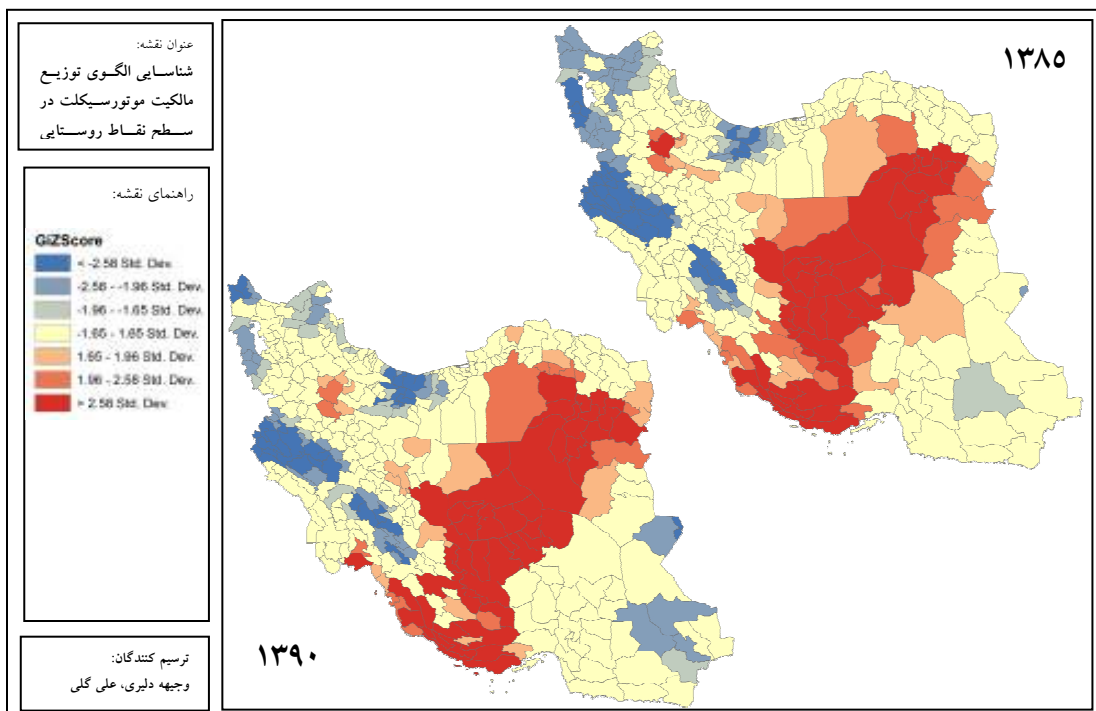 عنوان نقشه:
شناسایی الگوی توزیع
مالکیت موتورسیکلت در
سطح نقاط روستایی
راهنمای نقشه:
GiZScore
< -2.58 Std. Dev.
-2.58 - -1.96 Std. Dev.
-1.96 - -1.65 Std. Dev.
-1.65 - 1.65 Std. Dev.
1.65 - 1.96 Std. Dev.
1.96 - 2.58 Std. Dev.
> 2.58 Std. Dev.
ترسیم کنندگان:
وجیهه دلیری، علی گلی
۱۳۸۵
۱۳۹۰